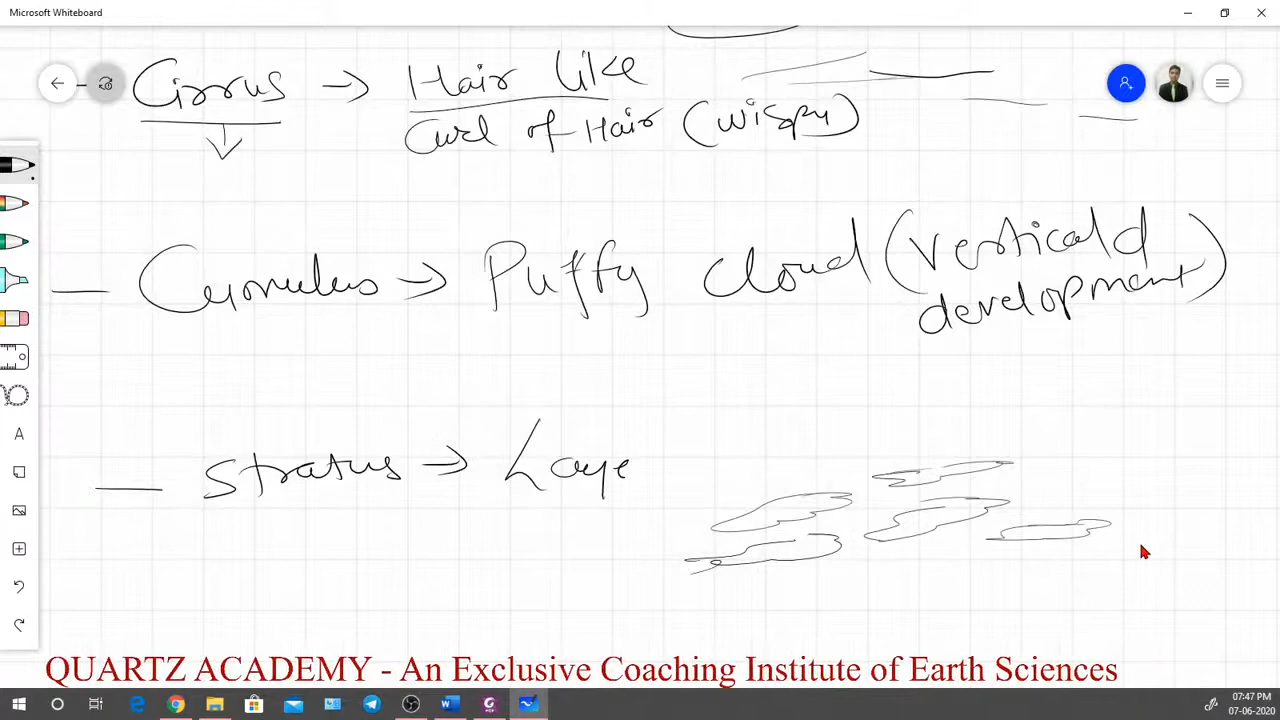 Microsoft Whiteboard
Cirrus → Hair like
Curl of Hair (wispy)
— Cumulus → Puffy cloud (vertical d
development)
— Stratus → Laye
A
QUARTZ ACADEMY - An Exclusive Coaching Institute of Earth Sciences
07:47 PM
07-06-2020